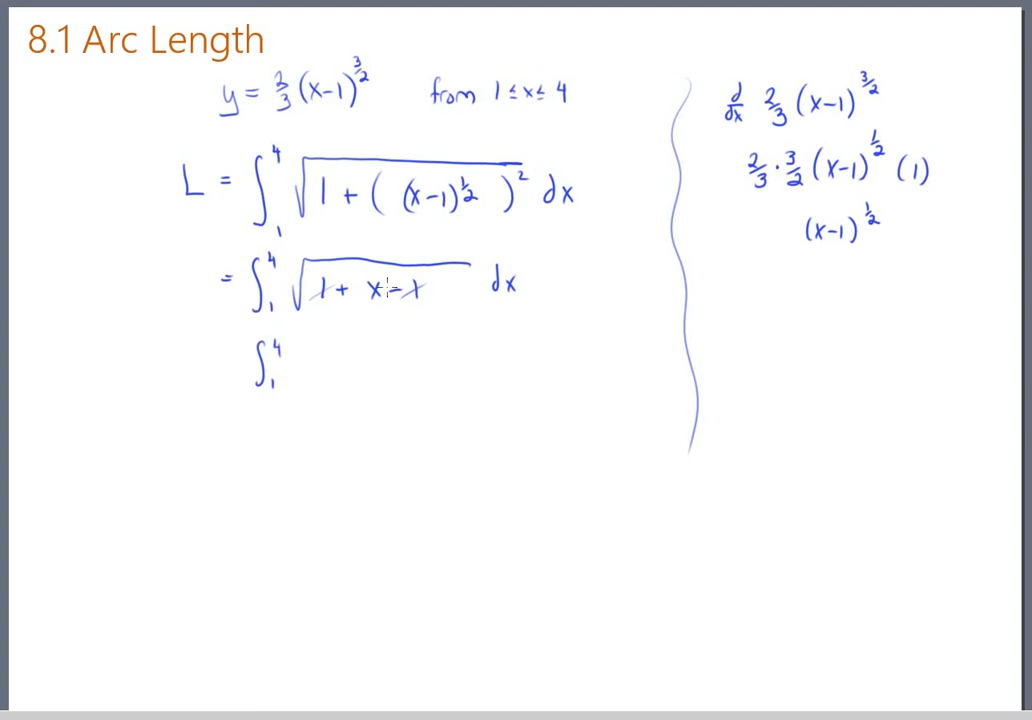 8.1 Arc Length
y = 2/3 (x-1)^3/2 from 1 ≤ x ≤ 4
L = ∫₁⁴ √(1 + ((x-1)^1/2)²) dx
= ∫₁⁴ √(1 + x - 1) dx
∫₁⁴
d/dx 2/3 (x-1)^3/2
2/3 · 3/2 (x-1)^1/2 (1)
(x-1)^1/2